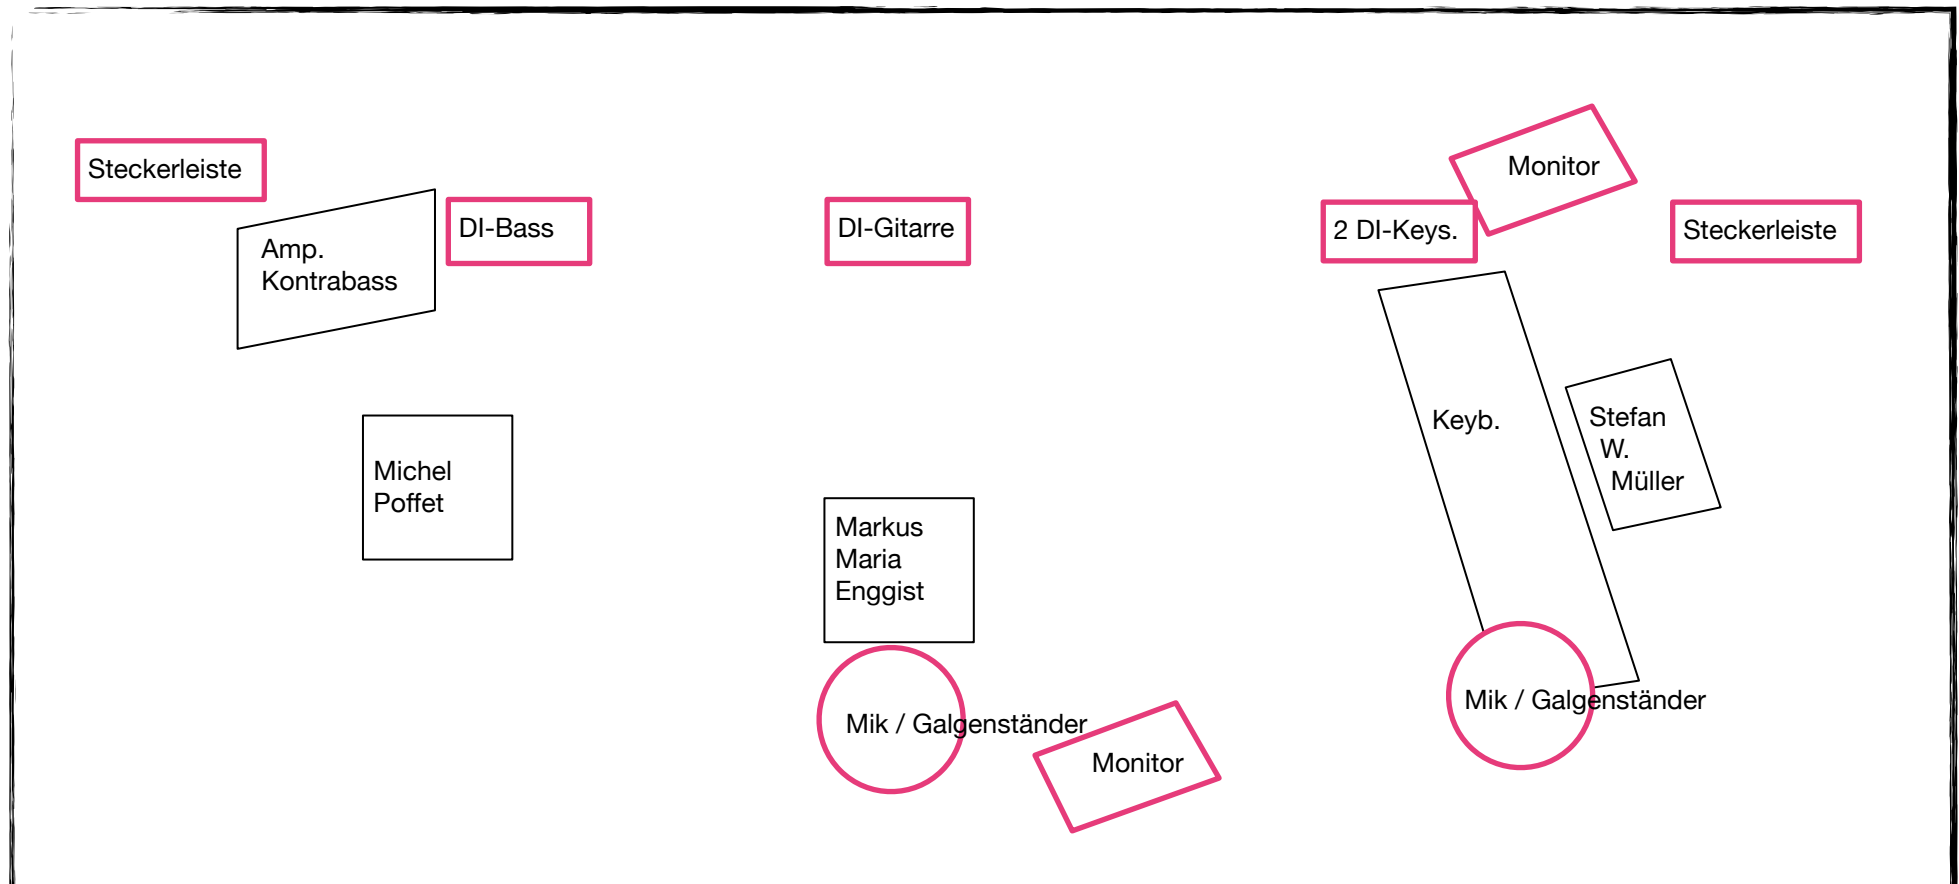 Steckerleiste
Monitor
DI-Bass
DI-Gitarre
2 DI-Keys.
Steckerleiste
Amp.
Kontrabass
Keyb.
Stefan
W.
Müller
Michel
Poffet
Markus
Maria
Enggist
Mik / Galgenständer
Mik / Galgenständer
Monitor